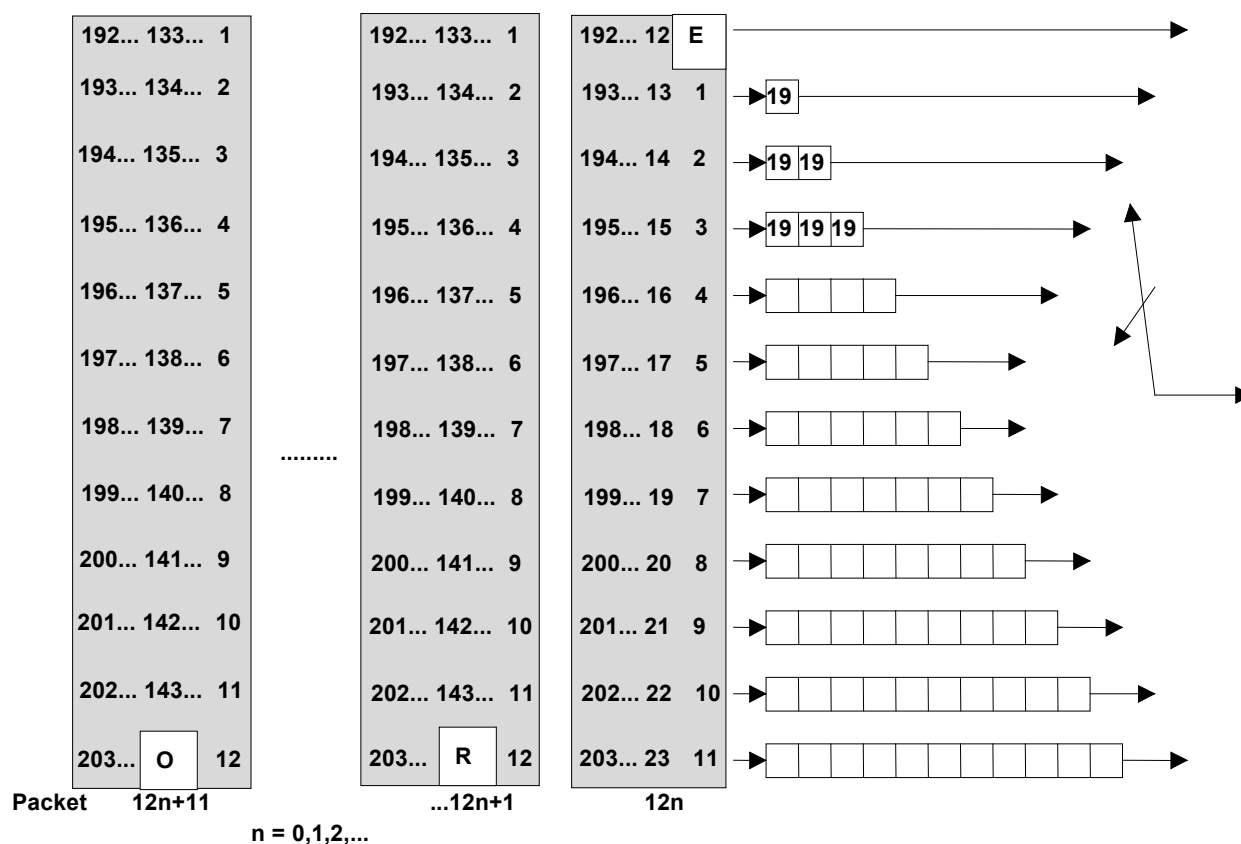 192... 133... 1 192... 133... 1 192... 12 E
193... 134... 2 193... 134... 2 193... 13 1 19
194... 135... 3 194... 135... 3 194... 14 2 19 19
195... 136... 4 195... 136... 4 195... 15 3 19 19 19
196... 137... 5 196... 137... 5 196... 16 4
197... 138... 6 197... 138... 6 197... 17 5
198... 139... 7 198... 139... 7 198... 18 6
.........
199... 140... 8 199... 140... 8 199... 19 7
200... 141... 9 200... 141... 9 200... 20 8
201... 142... 10 201... 142... 10 201... 21 9
202... 143... 11 202... 143... 11 202... 22 10
203... O 12 203... R 12 203... 23 11
Packet 12n+11 ...12n+1 12n
n = 0,1,2,...